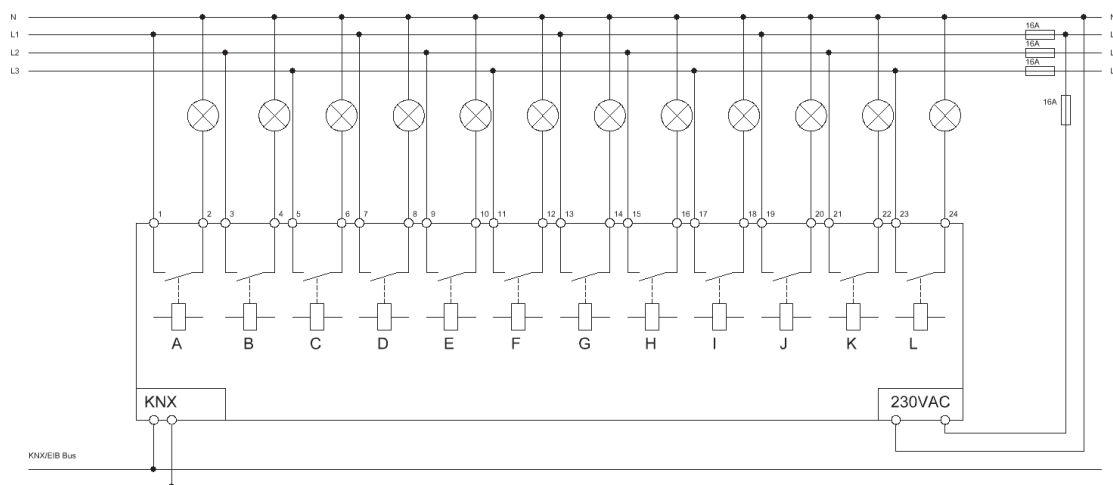 N N
16A
L1 L
16A
L2 L
16A
L3 L
16A
1 2 3 4 5 6 7 8 9 10 11 12 13 14 15 16 17 18 19 20 21 22 23 24
A B C D E F G H I J K L
KNX 230VAC
KNX/EIB Bus